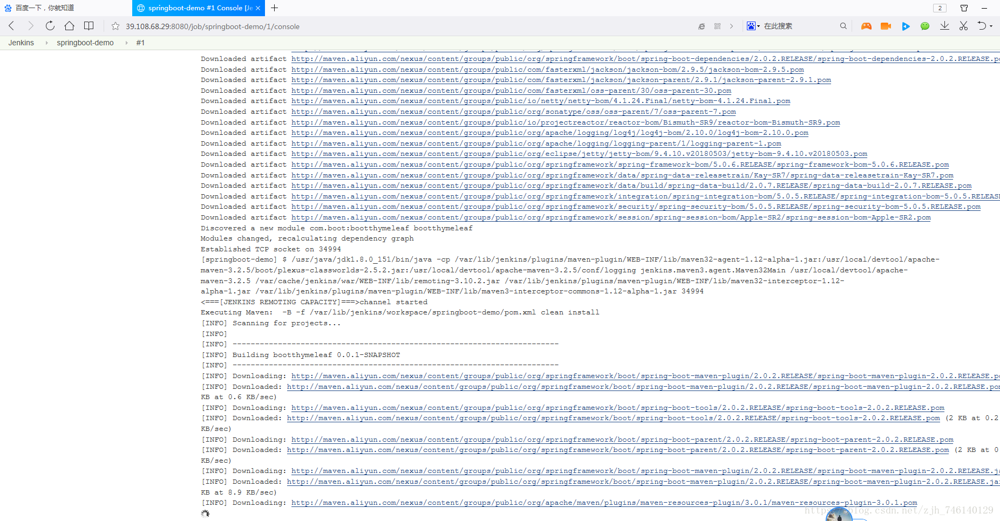 百度一下，你就知道
springboot-demo #1 Console [Je
2
39.108.68.29:8080/job/springboot-demo/1/console
在此搜索
Jenkins springboot-demo #1
Downloaded artifact http://maven.aliyun.com/nexus/content/groups/public/org/springframework/boot/spring-boot-dependencies/2.0.2.RELEASE/spring-boot-dependencies-2.0.2.RELEASE.po
Downloaded artifact http://maven.aliyun.com/nexus/content/groups/public/com/fasterxml/jackson/jackson-bom/2.9.5/jackson-bom-2.9.5.pom
Downloaded artifact http://maven.aliyun.com/nexus/content/groups/public/com/fasterxml/jackson/jackson-parent/2.9.1/jackson-parent-2.9.1.pom
Downloaded artifact http://maven.aliyun.com/nexus/content/groups/public/com/fasterxml/oss-parent/30/oss-parent-30.pom
Downloaded artifact http://maven.aliyun.com/nexus/content/groups/public/io/netty/netty-bom/4.1.24.Final/netty-bom-4.1.24.Final.pom
Downloaded artifact http://maven.aliyun.com/nexus/content/groups/public/org/sonatype/oss/oss-parent/7/oss-parent-7.pom
Downloaded artifact http://maven.aliyun.com/nexus/content/groups/public/io/projectreactor/reactor-bom/Bismuth-SR9/reactor-bom-Bismuth-SR9.pom
Downloaded artifact http://maven.aliyun.com/nexus/content/groups/public/org/apache/logging/log4j/log4j-bom/2.10.0/log4j-bom-2.10.0.pom
Downloaded artifact http://maven.aliyun.com/nexus/content/groups/public/org/apache/logging/logging-parent/1/logging-parent-1.pom
Downloaded artifact http://maven.aliyun.com/nexus/content/groups/public/org/eclipse/jetty/jetty-bom/9.4.10.v20180503/jetty-bom-9.4.10.v20180503.pom
Downloaded artifact http://maven.aliyun.com/nexus/content/groups/public/org/springframework/spring-framework-bom/5.0.6.RELEASE/spring-framework-bom-5.0.6.RELEASE.pom
Downloaded artifact http://maven.aliyun.com/nexus/content/groups/public/org/springframework/data/spring-data-releasetrain/Kay-SR7/spring-data-releasetrain-Kay-SR7.pom
Downloaded artifact http://maven.aliyun.com/nexus/content/groups/public/org/springframework/data/build/spring-data-build/2.0.7.RELEASE/spring-data-build-2.0.7.RELEASE.pom
Downloaded artifact http://maven.aliyun.com/nexus/content/groups/public/org/springframework/integration/spring-integration-bom/5.0.5.RELEASE/spring-integration-bom-5.0.5.RELEASE
Downloaded artifact http://maven.aliyun.com/nexus/content/groups/public/org/springframework/security/spring-security-bom/5.0.5.RELEASE/spring-security-bom-5.0.5.RELEASE.pom
Downloaded artifact http://maven.aliyun.com/nexus/content/groups/public/org/springframework/session/spring-session-bom/Apple-SR2/spring-session-bom-Apple-SR2.pom
Discovered a new module com.boot:bootthymeleaf bootthymeleaf
Modules changed, recalculating dependency graph
Established TCP socket on 34994
[springboot-demo] $ /usr/java/jdk1.8.0_151/bin/java -cp /var/lib/jenkins/plugins/maven-plugin/WEB-INF/lib/maven32-agent-1.12-alpha-1.jar:/usr/local/devtool/apache-
maven-3.2.5/boot/plexus-classworlds-2.5.2.jar:/usr/local/devtool/apache-maven-3.2.5/conf/logging jenkins.maven3.agent.Maven32Main /usr/local/devtool/apache-
maven-3.2.5 /var/cache/jenkins/war/WEB-INF/lib/remoting-3.10.2.jar /var/lib/jenkins/plugins/maven-plugin/WEB-INF/lib/maven32-interceptor-1.12-
alpha-1.jar /var/lib/jenkins/plugins/maven-plugin/WEB-INF/lib/maven3-interceptor-commons-1.12-alpha-1.jar 34994
<===[JENKINS REMOTING CAPACITY]===>channel started
Executing Maven:  -B -f /var/lib/jenkins/workspace/springboot-demo/pom.xml clean install
[INFO] Scanning for projects...
[INFO]
[INFO] ------------------------------------------------------------------------
[INFO] Building bootthymeleaf 0.0.1-SNAPSHOT
[INFO] ------------------------------------------------------------------------
[INFO] Downloading: http://maven.aliyun.com/nexus/content/groups/public/org/springframework/boot/spring-boot-maven-plugin/2.0.2.RELEASE/spring-boot-maven-plugin-2.0.2.RELEASE.po
[INFO] Downloaded: http://maven.aliyun.com/nexus/content/groups/public/org/springframework/boot/spring-boot-maven-plugin/2.0.2.RELEASE/spring-boot-maven-plugin-2.0.2.RELEASE.pom
KB at 0.6 KB/sec)
[INFO] Downloading: http://maven.aliyun.com/nexus/content/groups/public/org/springframework/boot/spring-boot-tools/2.0.2.RELEASE/spring-boot-tools-2.0.2.RELEASE.pom
[INFO] Downloaded: http://maven.aliyun.com/nexus/content/groups/public/org/springframework/boot/spring-boot-tools/2.0.2.RELEASE/spring-boot-tools-2.0.2.RELEASE.pom (2 KB at 0.2
KB/sec)
[INFO] Downloading: http://maven.aliyun.com/nexus/content/groups/public/org/springframework/boot/spring-boot-parent/2.0.2.RELEASE/spring-boot-parent-2.0.2.RELEASE.pom
[INFO] Downloaded: http://maven.aliyun.com/nexus/content/groups/public/org/springframework/boot/spring-boot-parent/2.0.2.RELEASE/spring-boot-parent-2.0.2.RELEASE.pom (2 KB at 0
KB/sec)
[INFO] Downloading: http://maven.aliyun.com/nexus/content/groups/public/org/springframework/boot/spring-boot-maven-plugin/2.0.2.RELEASE/spring-boot-maven-plugin-2.0.2.RELEASE.ja
[INFO] Downloaded: http://maven.aliyun.com/nexus/content/groups/public/org/springframework/boot/spring-boot-maven-plugin/2.0.2.RELEASE/spring-boot-maven-plugin-2.0.2.RELEASE.jar
KB at 8.9 KB/sec)
[INFO] Downloading: http://maven.aliyun.com/nexus/content/groups/public/org/apache/maven/plugins/maven-resources-plugin/3.0.1/maven-resources-plugin-3.0.1.pom
https://blog.csdn.net/zjh_746140129